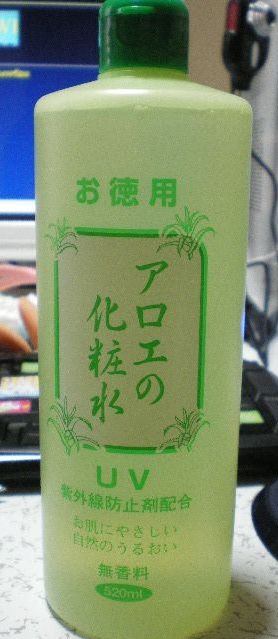 お徳用
アロエの
化粧水
UV
紫外線防止剤配合
お肌にやさしい
自然のうるおい
無香料
520ml